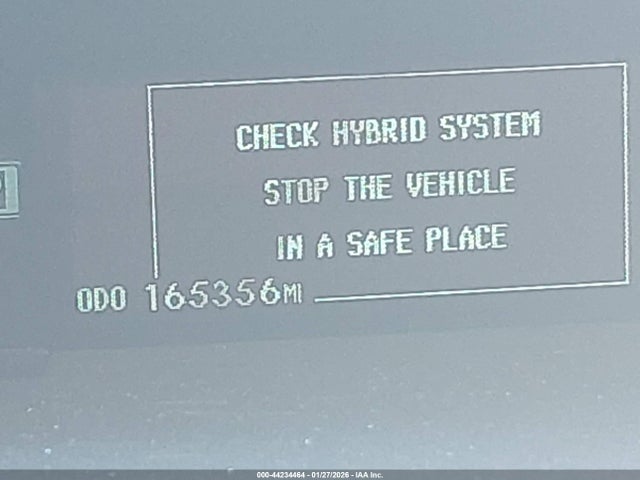 CHECK HYBRID SYSTEM
STOP THE VEHICLE
IN A SAFE PLACE
ODO 165356MI
000-44234464 - 01/27/2026 - IAA Inc.